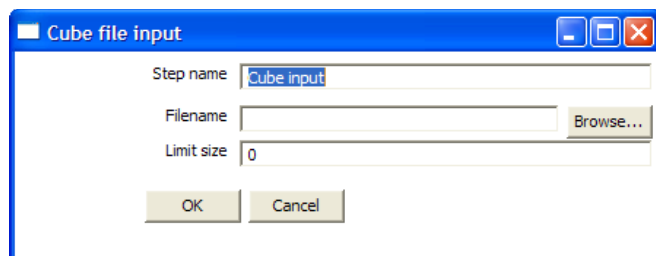 Cube file input
Step name Cube input
Filename Browse...
Limit size 0
OK Cancel